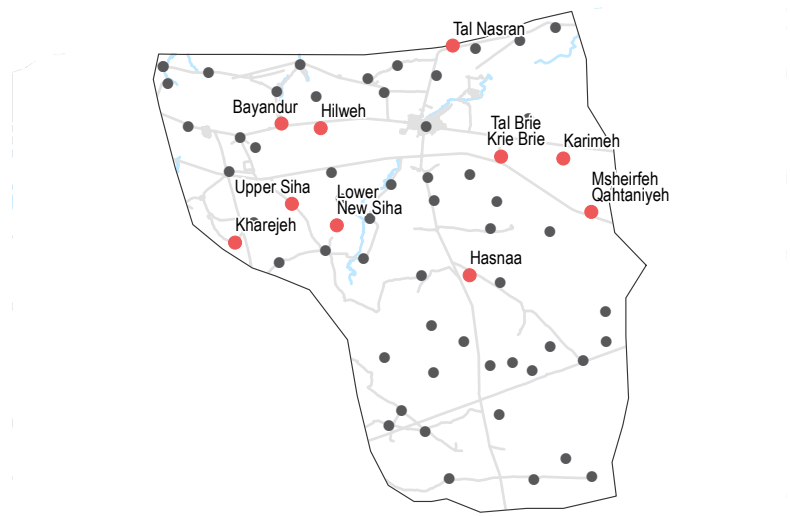 Tal Nasran
Bayandur
Hilweh
Tal Brie
Krie Brie
Karimeh
Msheirfeh
Qahtaniyeh
Upper Siha
Lower
New Siha
Kharejeh
Hasnaa